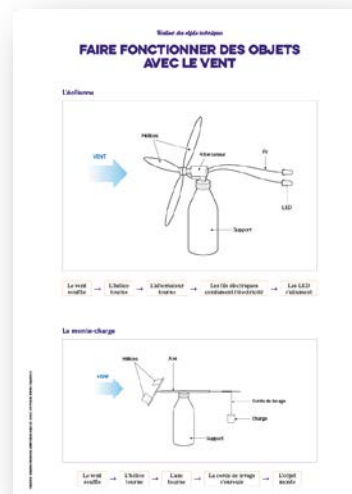 Réaliser des objets techniques
FAIRE FONCTIONNER DES OBJETS
AVEC LE VENT
L'éolienne
Hélices
Alternateur
Fil
VENT
LED
Support
Le vent souffle → L'hélice tourne → L'alternateur tourne → Les fils électriques conduisent l'électricité → Les LED s'allument
Le monte-charge
Hélices
Axe
VENT
Corde de levage
Charge
Support
Le vent souffle → L'hélice tourne → L'axe tourne → La corde de levage s'enroule → L'objet monte